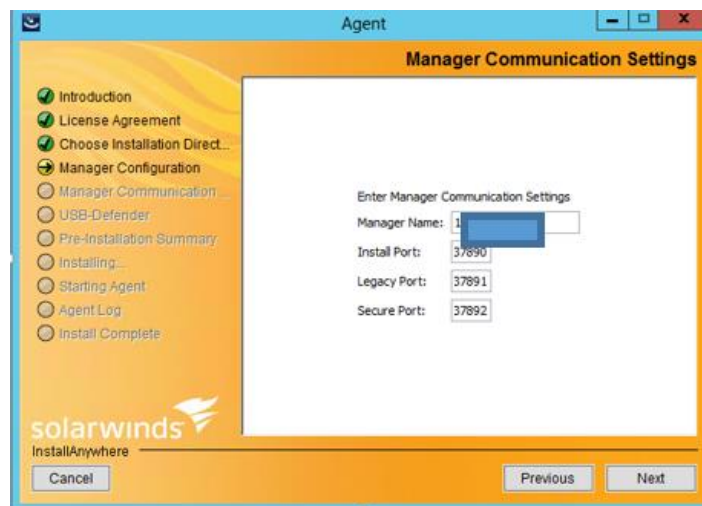 Agent
Manager Communication Settings
Introduction
License Agreement
Choose Installation Direct...
Manager Configuration
Manager Communication ...
USB-Defender
Pre-Installation Summary
Installing...
Starting Agent
Agent Log
Install Complete
Enter Manager Communication Settings
Manager Name: 1
Install Port: 37890
Legacy Port: 37891
Secure Port: 37892
solarwinds
InstallAnywhere
Cancel
Previous
Next